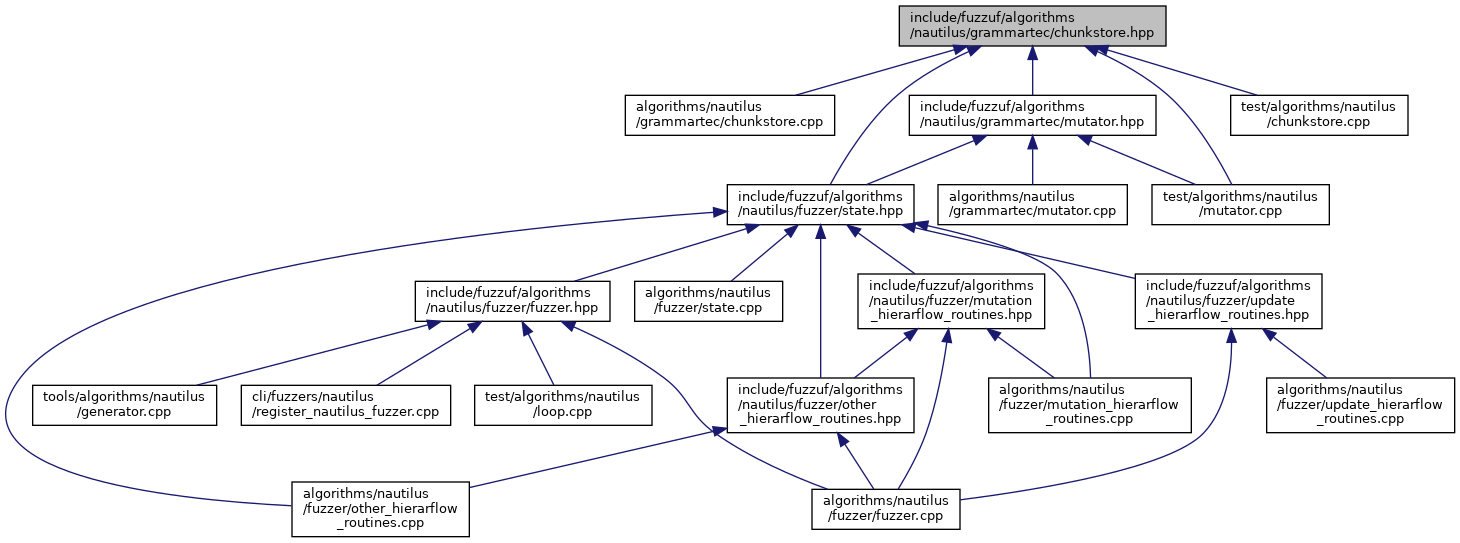 include/fuzzuf/algorithms
/nautilus/grammartec/chunkstore.hpp
algorithms/nautilus
/grammartec/chunkstore.cpp
include/fuzzuf/algorithms
/nautilus/grammartec/mutator.hpp
test/algorithms/nautilus
/chunkstore.cpp
include/fuzzuf/algorithms
/nautilus/fuzzer/state.hpp
algorithms/nautilus
/grammartec/mutator.cpp
test/algorithms/nautilus
/mutator.cpp
include/fuzzuf/algorithms
/nautilus/fuzzer/fuzzer.hpp
algorithms/nautilus
/fuzzer/state.cpp
include/fuzzuf/algorithms
/nautilus/fuzzer/mutation
_hierarflow_routines.hpp
include/fuzzuf/algorithms
/nautilus/fuzzer/update
_hierarflow_routines.hpp
tools/algorithms/nautilus
/generator.cpp
cli/fuzzers/nautilus
/register_nautilus_fuzzer.cpp
test/algorithms/nautilus
/loop.cpp
include/fuzzuf/algorithms
/nautilus/fuzzer/other
_hierarflow_routines.hpp
algorithms/nautilus
/fuzzer/mutation_hierarflow
_routines.cpp
algorithms/nautilus
/fuzzer/update_hierarflow
_routines.cpp
algorithms/nautilus
/fuzzer/other_hierarflow
_routines.cpp
algorithms/nautilus
/fuzzer/fuzzer.cpp